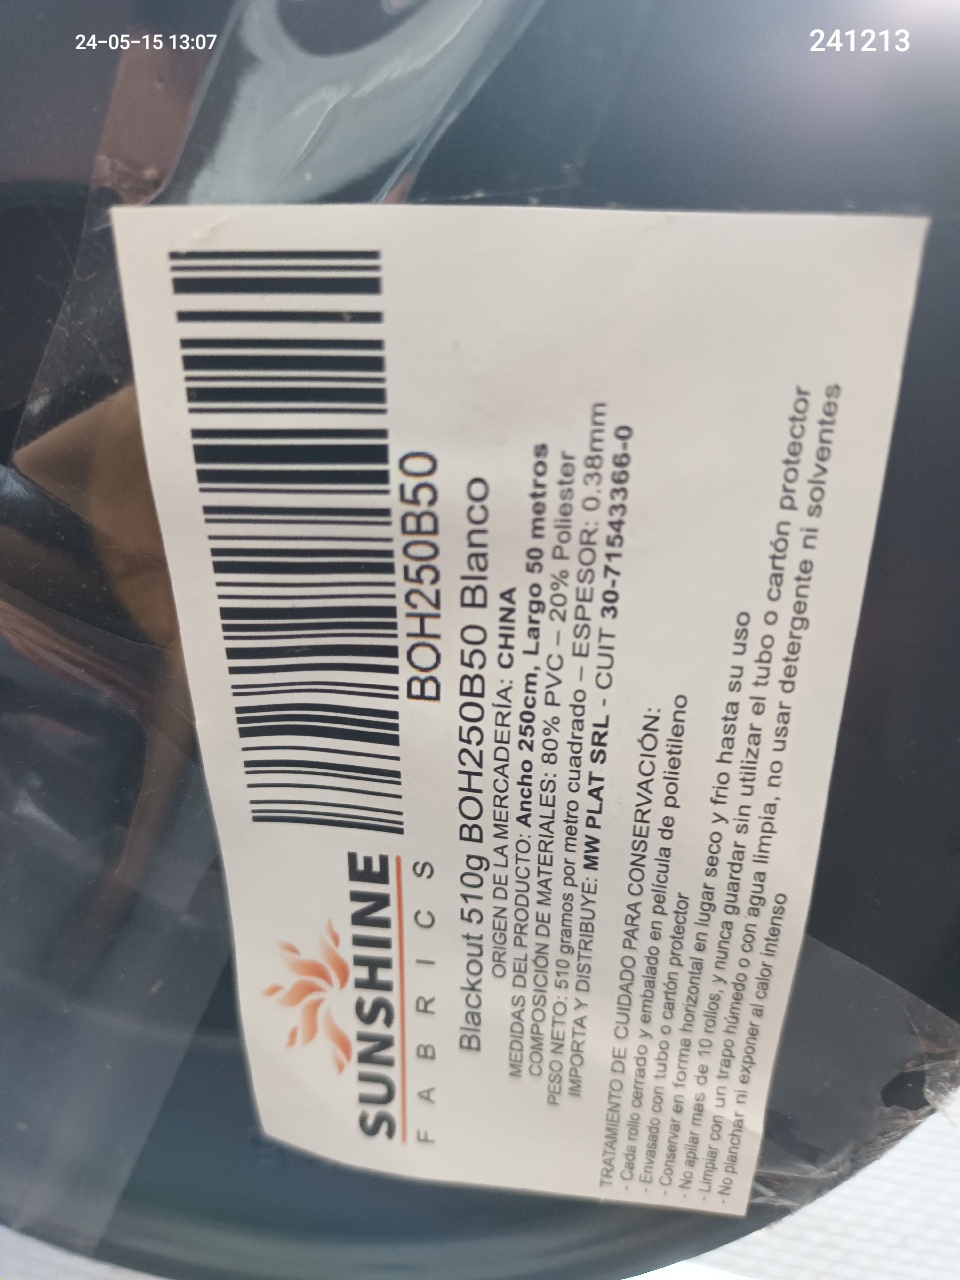 24-05-15 13:07
241213
SUNSHINE
FABRICS
BOH250B50
Blackout 510g BOH250B50 Blanco
ORIGEN DE LA MERCADERÍA: CHINA
MEDIDAS DEL PRODUCTO: Ancho 250cm, Largo 50 metros
COMPOSICIÓN DE MATERIALES: 80% PVC – 20% Poliester
PESO NETO: 510 gramos por metro cuadrado – ESPESOR: 0.38mm
IMPORTA Y DISTRIBUYE: MW PLAT SRL - CUIT 30-71543366-0
TRATAMIENTO DE CUIDADO PARA CONSERVACIÓN:
- Cada rollo cerrado y embalado en película de polietileno
- Envasado con tubo o cartón protector
- Conservar en forma horizontal en lugar seco y frio hasta su uso
- No apilar mas de 10 rollos, y nunca guardar sin utilizar el tubo o cartón protector
- Limpiar con un trapo húmedo o con agua limpia, no usar detergente ni solventes
- No planchar ni exponer al calor intenso